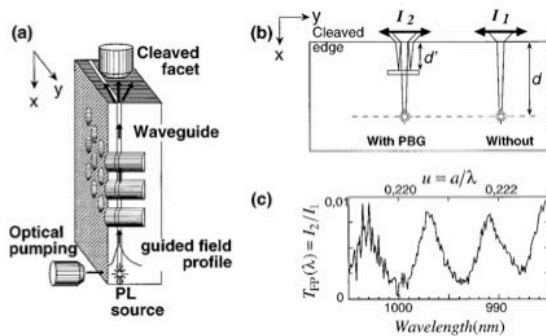 (a)
Cleaved
facet
x
y
Waveguide
Optical
pumping
guided field
profile
PL
source
(b)
y
x
Cleaved
edge
I₂
I₁
d'
d
With PBG
Without
(c)
u = a/λ
0,220
0,222
T_FP(λ) = I₂/I₁
0,01
0
1000
990
Wavelength(nm)